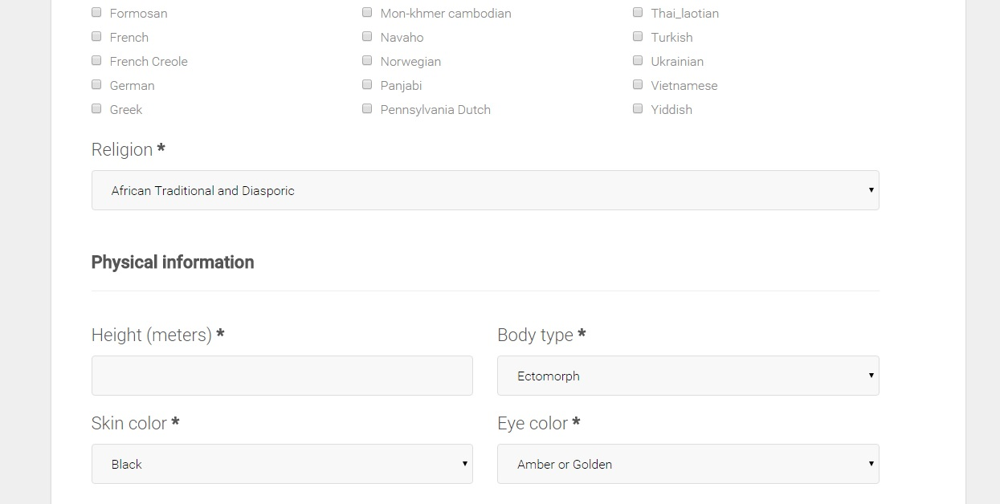 Formosan Mon-khmer cambodian Thai_laotian
French Navaho Turkish
French Creole Norwegian Ukrainian
German Panjabi Vietnamese
Greek Pennsylvania Dutch Yiddish
Religion *
African Traditional and Diasporic
Physical information
Height (meters) * Body type *
Ectomorph
Skin color * Eye color *
Black Amber or Golden